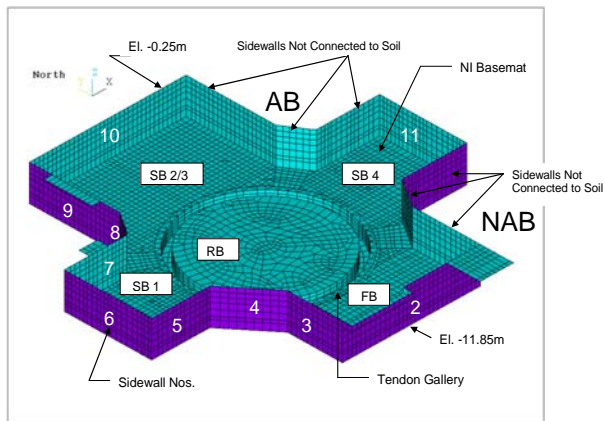 El. -0.25m
Sidewalls Not Connected to Soil
North
Z
Y
X
AB
NI Basemat
10
11
SB 2/3
SB 4
Sidewalls Not
Connected to Soil
9
8
NAB
RB
7
SB 1
FB
6
5
4
3
2
El. -11.85m
Sidewall Nos.
Tendon Gallery